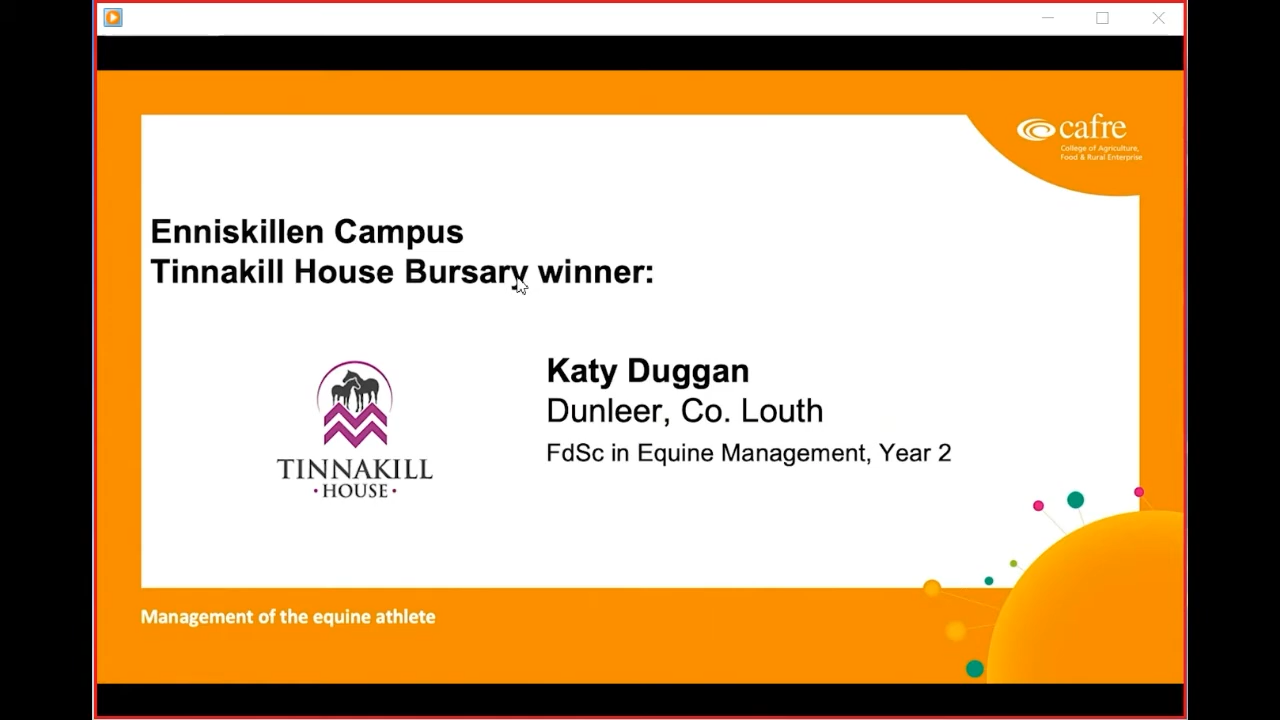 cafre
College of Agriculture,
Food & Rural Enterprise
Enniskillen Campus
Tinnakill House Bursary winner:
Katy Duggan
Dunleer, Co. Louth
FdSc in Equine Management, Year 2
TINNAKILL
•HOUSE•
Management of the equine athlete